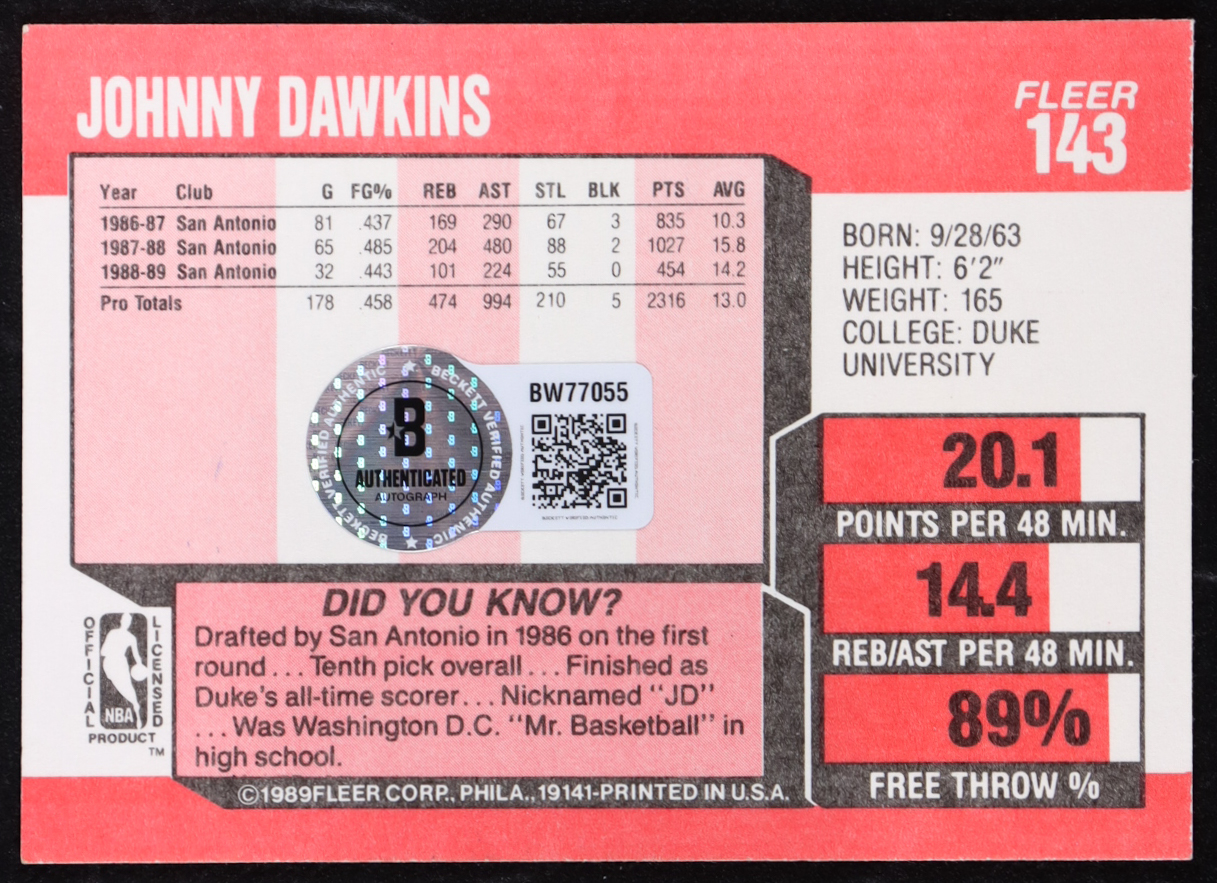 JOHNNY DAWKINS
FLEER
143
Year Club G FG% REB AST STL BLK PTS AVG
1986-87 San Antonio 81 .437 169 290 67 3 835 10.3
1987-88 San Antonio 65 .485 204 480 88 2 1027 15.8
1988-89 San Antonio 32 .443 101 224 55 0 454 14.2
Pro Totals 178 .458 474 994 210 5 2316 13.0
BORN: 9/28/63
HEIGHT: 6'2"
WEIGHT: 165
COLLEGE: DUKE
UNIVERSITY
BECKETT VERIFIED AUTHENTIC
BECKETT VERIFIED AUTHENTIC
B
AUTHENTICATED
AUTOGRAPH
BW77055
BECKETT VERIFIED AUTHENTIC
20.1
POINTS PER 48 MIN.
14.4
REB/AST PER 48 MIN.
89%
FREE THROW %
DID YOU KNOW?
Drafted by San Antonio in 1986 on the first
round... Tenth pick overall... Finished as
Duke's all-time scorer... Nicknamed "JD"
... Was Washington D.C. "Mr. Basketball" in
high school.
OFFICIAL
LICENSED
NBA
PRODUCT
TM
©1989FLEER CORP., PHILA., 19141-PRINTED IN U.S.A.